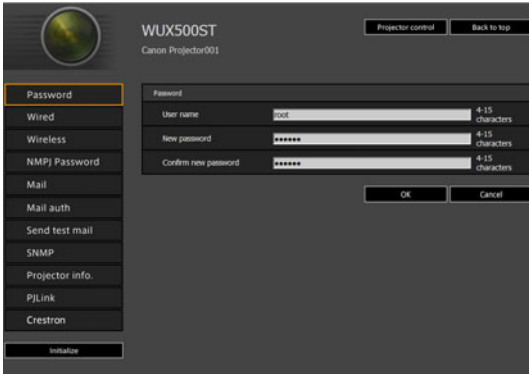 WUX500ST
Projector control
Back to top
Canon Projector001
Password
Wired
Wireless
NMPJ Password
Mail
Mail auth
Send test mail
SNMP
Projector info.
PJLink
Crestron
Initialize
Password
User name root 4-15 characters
New password •••••• 4-15 characters
Confirm new password •••••• 4-15 characters
OK
Cancel